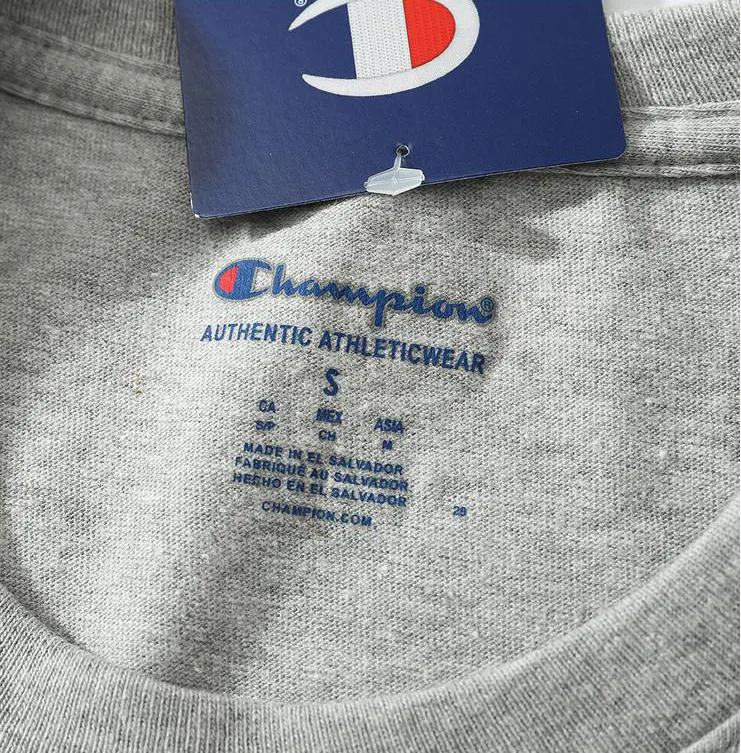 ®
Champion®
AUTHENTIC ATHLETICWEAR
S
CA MEX ASIA
S/P CH M
MADE IN EL SALVADOR
FABRIQUÉ AU SALVADOR
HECHO EN EL SALVADOR
29
CHAMPION.COM